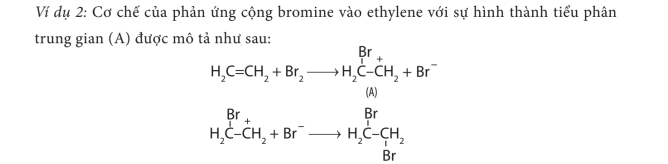 Ví dụ 2: Cơ chế của phản ứng cộng bromine vào ethylene với sự hình thành tiểu phân
trung gian (A) được mô tả như sau:
Br
H₂C=CH₂ + Br₂ ⟶ H₂C–CH₂ + Br⁻
+
(A)
Br
Br
H₂C–CH₂ + Br⁻ ⟶ H₂C–CH₂
+
Br